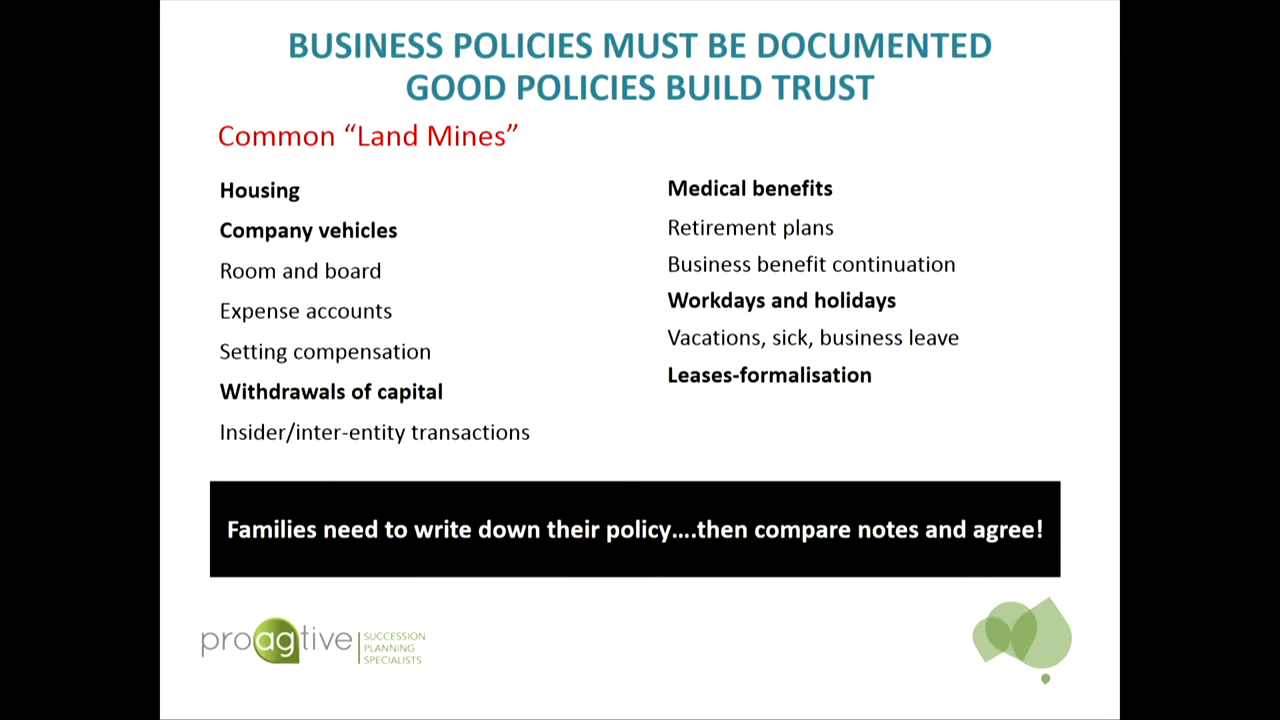 BUSINESS POLICIES MUST BE DOCUMENTED
GOOD POLICIES BUILD TRUST
Common “Land Mines”
Housing
Company vehicles
Room and board
Expense accounts
Setting compensation
Withdrawals of capital
Insider/inter-entity transactions
Medical benefits
Retirement plans
Business benefit continuation
Workdays and holidays
Vacations, sick, business leave
Leases-formalisation
Families need to write down their policy....then compare notes and agree!
proagtive
SUCCESSION
PLANNING
SPECIALISTS